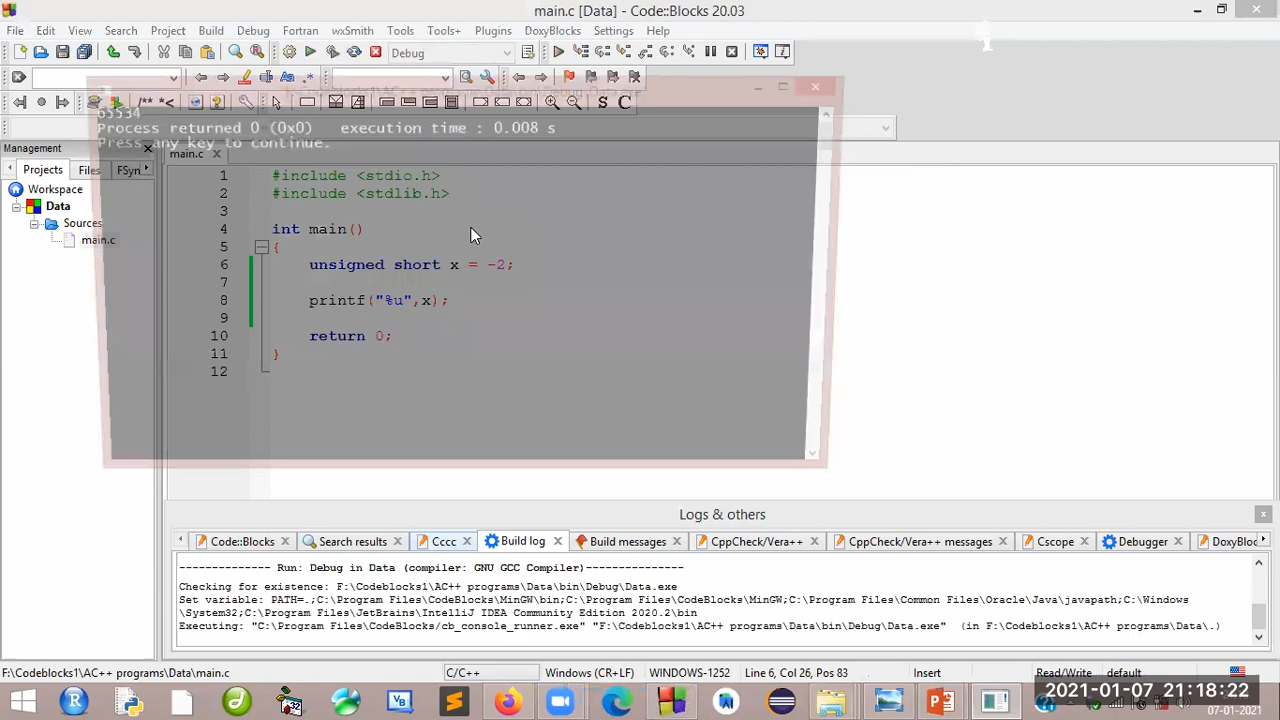 main.c [Data] - Code::Blocks 20.03
File Edit View Search Project Build Debug Fortran wxSmith Tools Tools+ Plugins DoxyBlocks Settings Help
Debug
65534
Process returned 0 (0x0)   execution time : 0.008 s
Press any key to continue.
Management
main.c
Projects Files FSyn
Workspace
Data
Sources
main.c
1 #include <stdio.h>
2 #include <stdlib.h>
3
4 int main()
5 {
6 unsigned short x = -2;
7
8 printf("%u",x);
9
10 return 0;
11 }
12
Logs & others
Code::Blocks Search results Cccc Build log Build messages CppCheck/Vera++ CppCheck/Vera++ messages Cscope Debugger DoxyBloc
-------------- Run: Debug in Data (compiler: GNU GCC Compiler)---------------
Checking for existence: F:\Codeblocks1\AC++ programs\Data\bin\Debug\Data.exe
Set variable: PATH=.;C:\Program Files\CodeBlocks\MinGW\bin;C:\Program Files\CodeBlocks\MinGW;C:\Program Files\Common Files\Oracle\Java\javapath;C:\Windows
\System32;C:\Program Files\JetBrains\IntelliJ IDEA Community Edition 2020.2\bin
Executing: "C:\Program Files\CodeBlocks/cb_console_runner.exe" "F:\Codeblocks1\AC++ programs\Data\bin\Debug\Data.exe"  (in F:\Codeblocks1\AC++ programs\Data\.)
F:\Codeblocks1\AC++ programs\Data\main.c C/C++ Windows (CR+LF) WINDOWS-1252 Line 6, Col 26, Pos 83 Insert Read/Write default
2021-01-07 21:18:22
07-01-2021